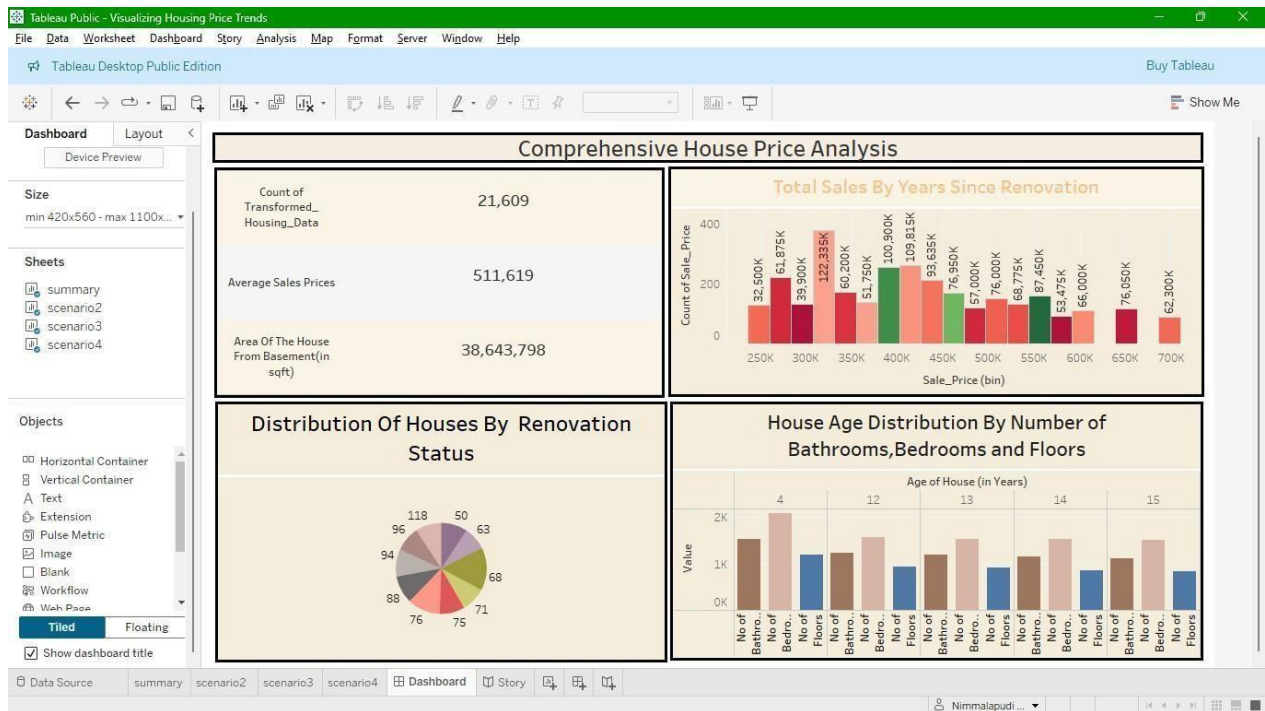 Tableau Public - Visualizing Housing Price Trends
File Data Worksheet Dashboard Story Analysis Map Format Server Window Help
Tableau Desktop Public Edition
Buy Tableau
Show Me
Dashboard Layout
Device Preview
Size
min 420x560 - max 1100x...
Sheets
summary
scenario2
scenario3
scenario4
Objects
Horizontal Container
Vertical Container
Text
Extension
Pulse Metric
Image
Blank
Workflow
Web Page
Tiled Floating
Show dashboard title
Comprehensive House Price Analysis
Count of
Transformed_
Housing_Data
21,609
Average Sales Prices
511,619
Area Of The House
From Basement(in
sqft)
38,643,798
Total Sales By Years Since Renovation
Count of Sale_Price
400
200
0
32,500K
61,875K
39,900K
122,335K
60,200K
51,750K
100,900K
109,815K
93,635K
76,950K
57,000K
76,000K
68,775K
87,450K
53,475K
66,000K
76,050K
62,300K
250K 300K 350K 400K 450K 500K 550K 600K 650K 700K
Sale_Price (bin)
Distribution Of Houses By Renovation
Status
118 50
96 63
94
68
88
71
76 75
House Age Distribution By Number of
Bathrooms,Bedrooms and Floors
Age of House (in Years)
4 12 13 14 15
Value
2K
1K
0K
No of
Bathro..
No of
Bedro..
No of
Floors
No of
Bathro..
No of
Bedro..
No of
Floors
No of
Bathro..
No of
Bedro..
No of
Floors
No of
Bathro..
No of
Bedro..
No of
Floors
No of
Bathro..
No of
Bedro..
No of
Floors
Data Source summary scenario2 scenario3 scenario4 Dashboard Story
Nimmalapudi ...